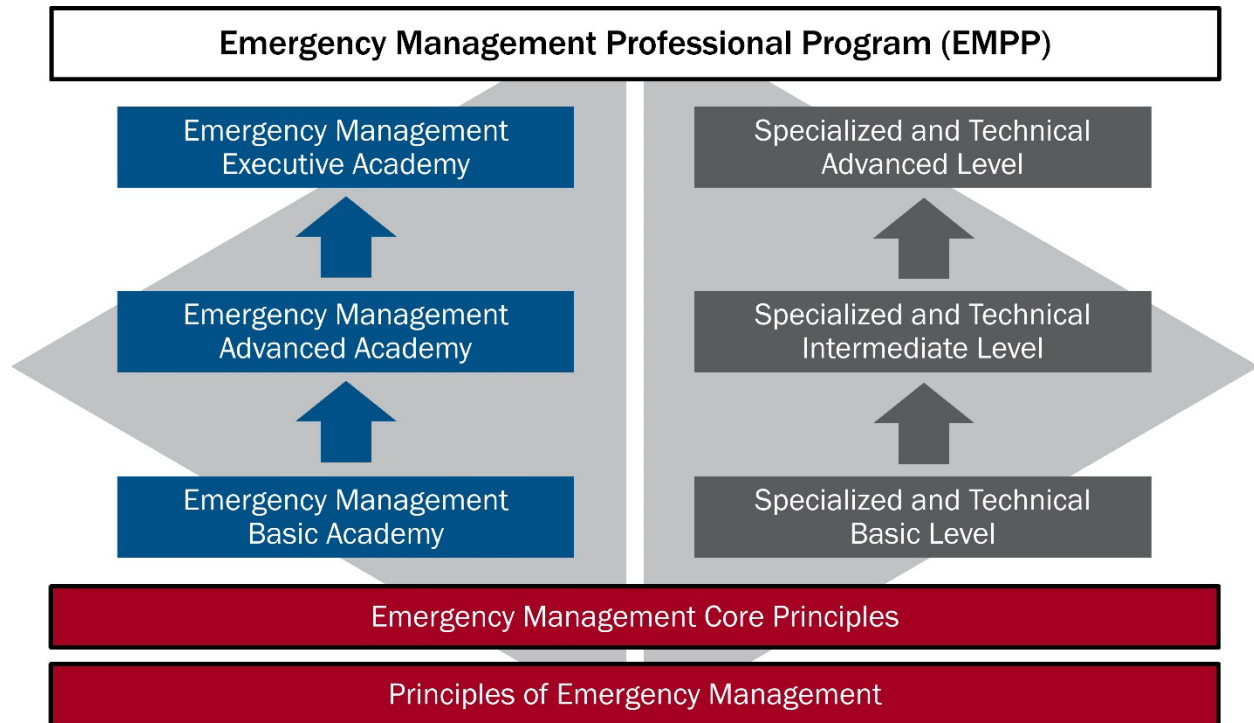 Emergency Management Professional Program (EMPP)
Emergency Management
Executive Academy
Specialized and Technical
Advanced Level
Emergency Management
Advanced Academy
Specialized and Technical
Intermediate Level
Emergency Management
Basic Academy
Specialized and Technical
Basic Level
Emergency Management Core Principles
Principles of Emergency Management